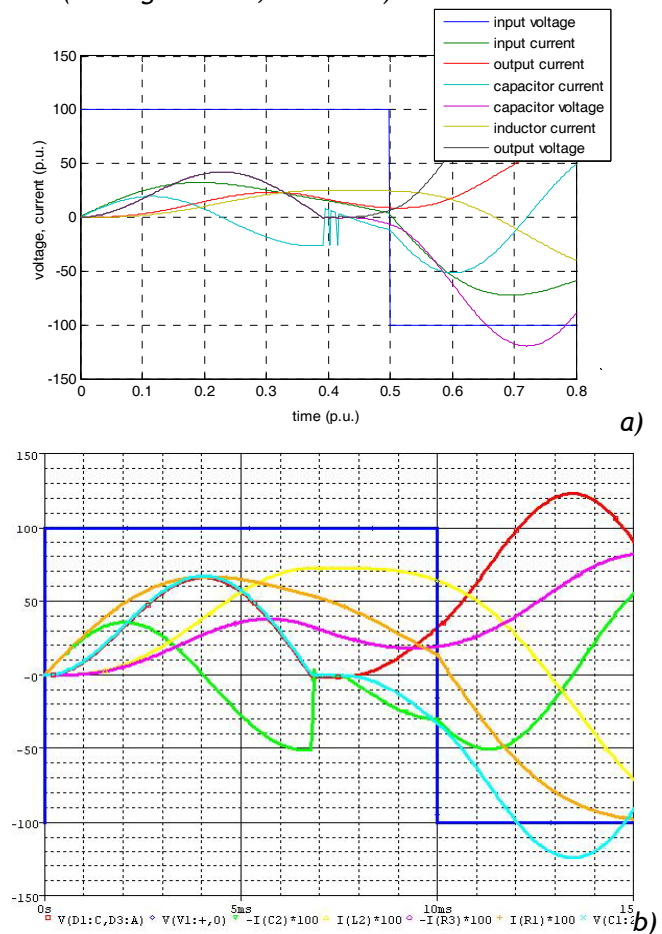 input voltage
input current
output current
capacitor current
capacitor voltage
inductor current
output voltage
voltage, current (p.u.)
150
100
50
0
-50
-100
-150
0 0.1 0.2 0.3 0.4 0.5 0.6 0.7 0.8
time (p.u.)
a)
150
100
50
-0
-50
-100
-150
0s 5ms 10ms 15
V(D1:C,D3:A) V(V1:+,0) -I(C2)*100 I(L2)*100 -I(R3)*100 I(R1)*100 V(C1:2
b)